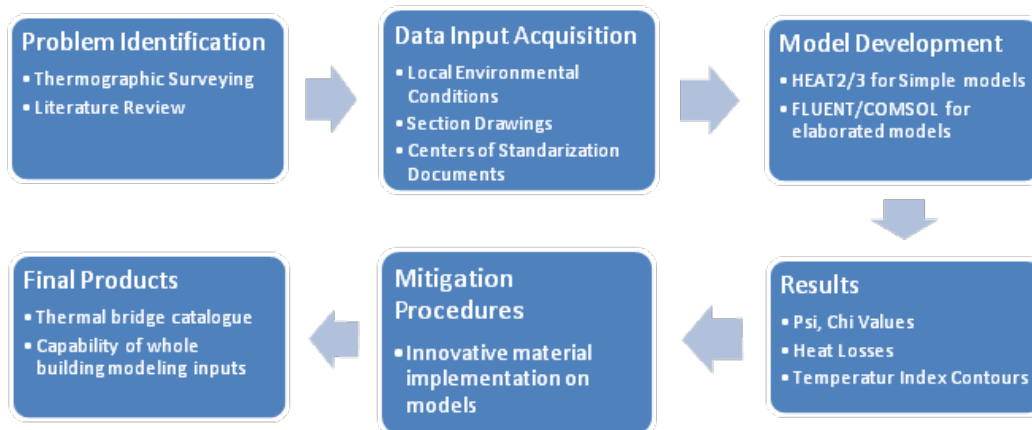 Problem Identification
• Thermographic Surveying
• Literature Review
Data Input Acquisition
• Local Environmental
Conditions
• Section Drawings
• Centers of Standarization
Documents
Model Development
• HEAT2/3 for Simple models
• FLUENT/COMSOL for
elaborated models
Results
• Psi, Chi Values
• Heat Losses
• Temperatur Index Contours
Mitigation
Procedures
• Innovative material
implementation on
models
Final Products
• Thermal bridge catalogue
• Capability of whole
building modeling inputs